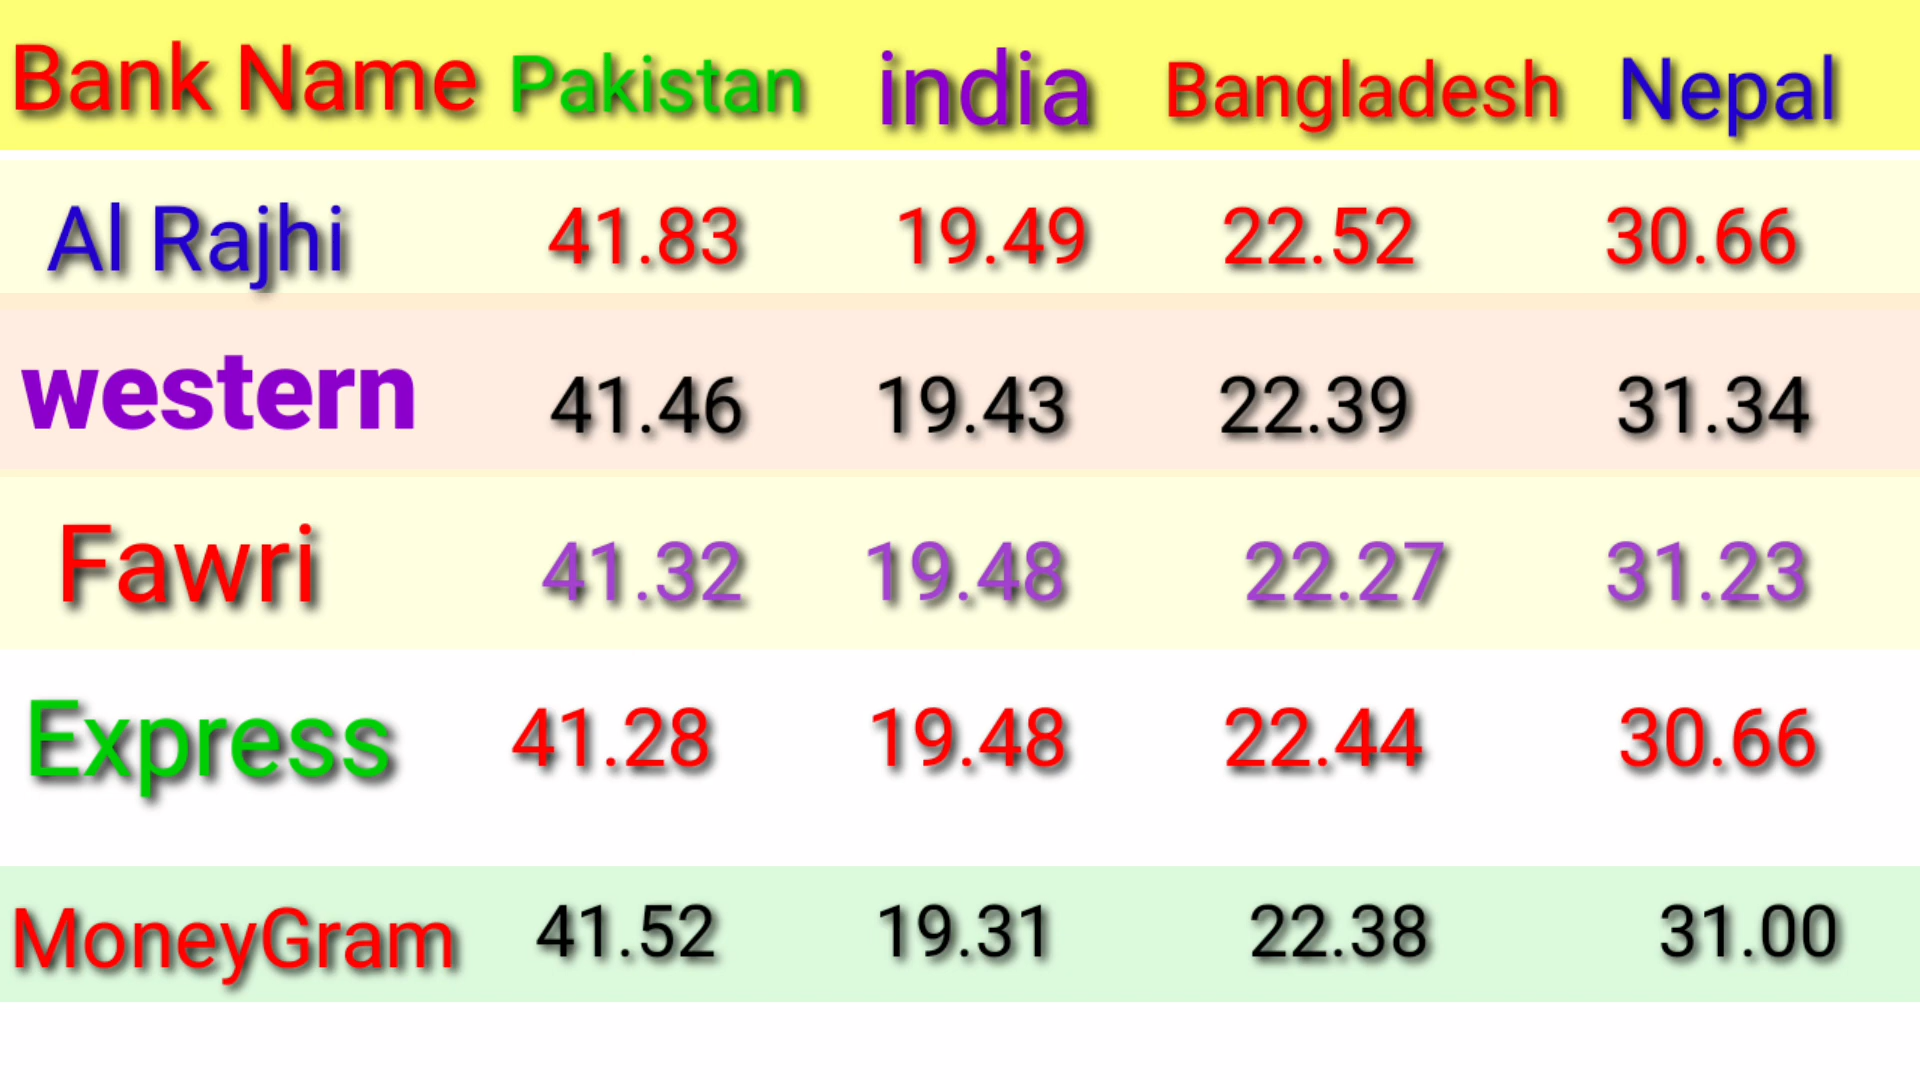 Bank Name Pakistan india Bangladesh Nepal
Al Rajhi 41.83 19.49 22.52 30.66
western 41.46 19.43 22.39 31.34
Fawri 41.32 19.48 22.27 31.23
Express 41.28 19.48 22.44 30.66
MoneyGram 41.52 19.31 22.38 31.00